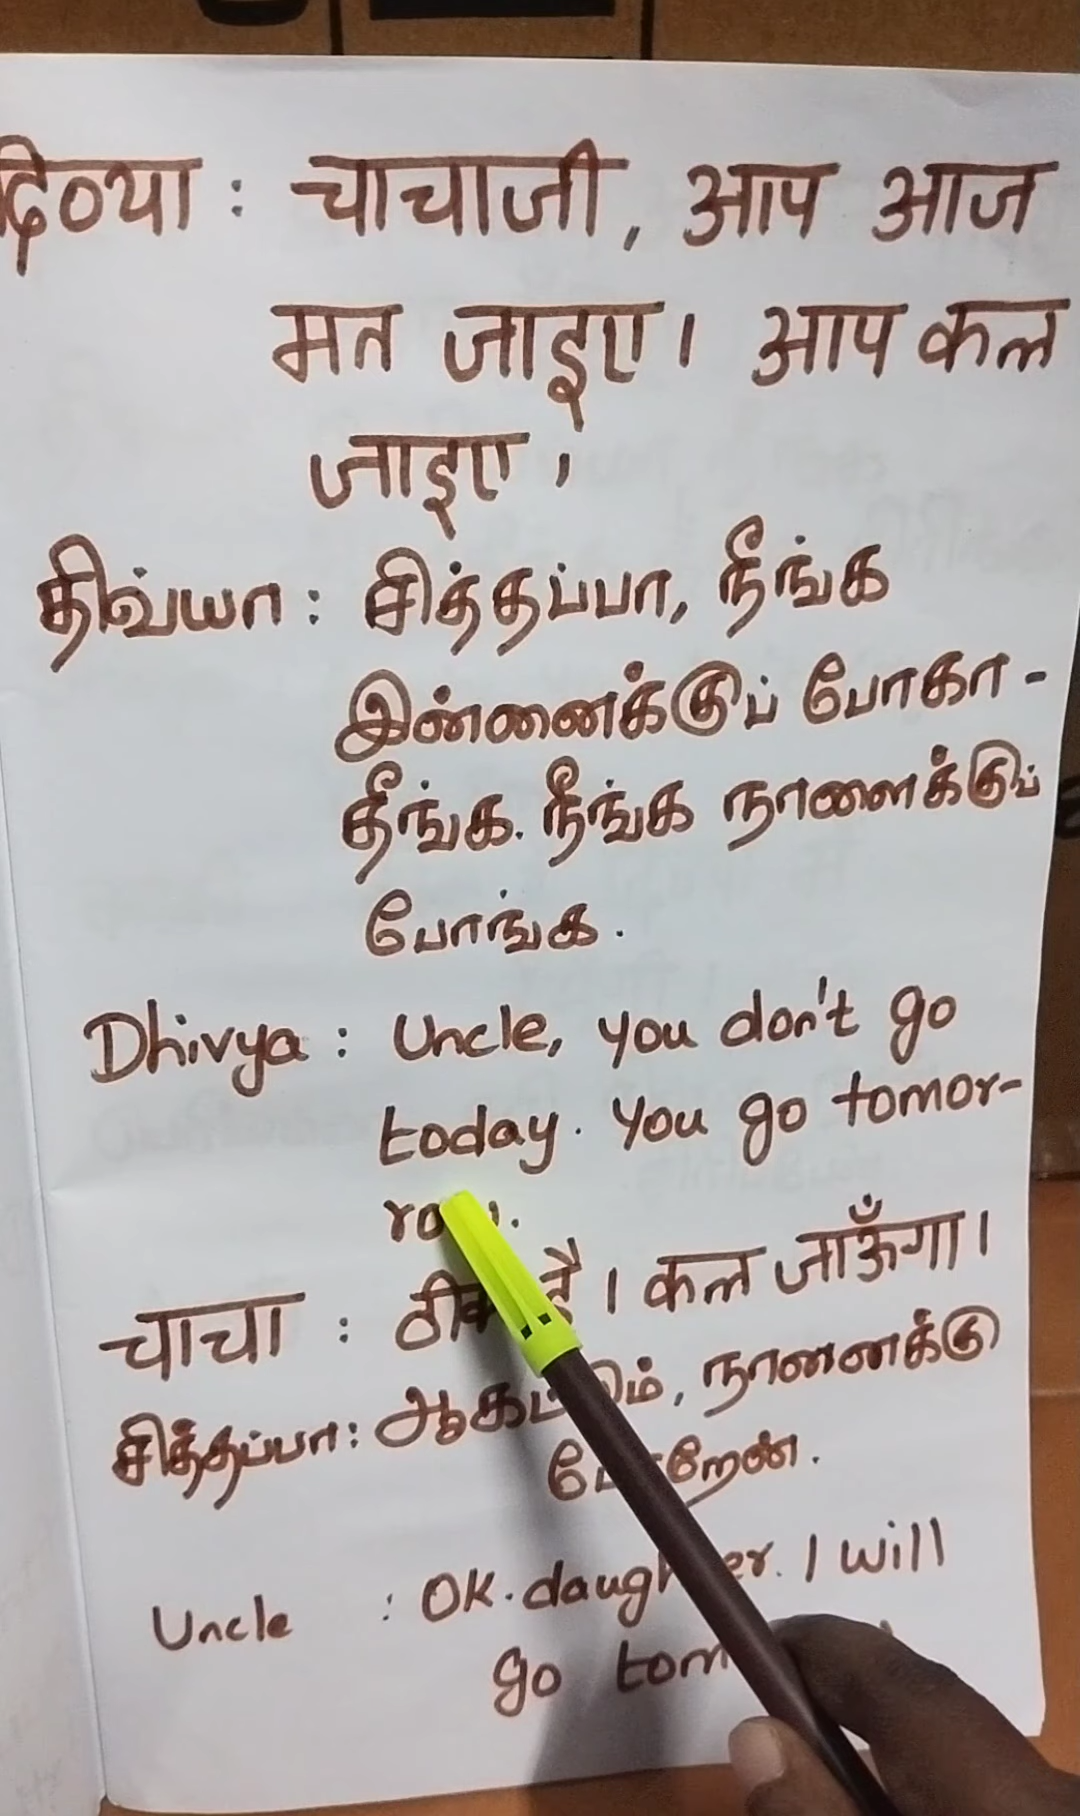 दिव्या : चाचाजी, आप आज
मत जाइए। आप कल
जाइए।
திவ்யா : சித்தப்பா, நீங்க
இன்னைக்குப் போகா -
தீங்க. நீங்க நாளைக்குப்
போங்க.
Dhivya : Uncle, you don't go
today. You go tomor-
चाचा : ठीक है। कल जाऊँगा।
சித்தப்பா: , நானைக்கு
Uncle : OK. daughter. I will
go